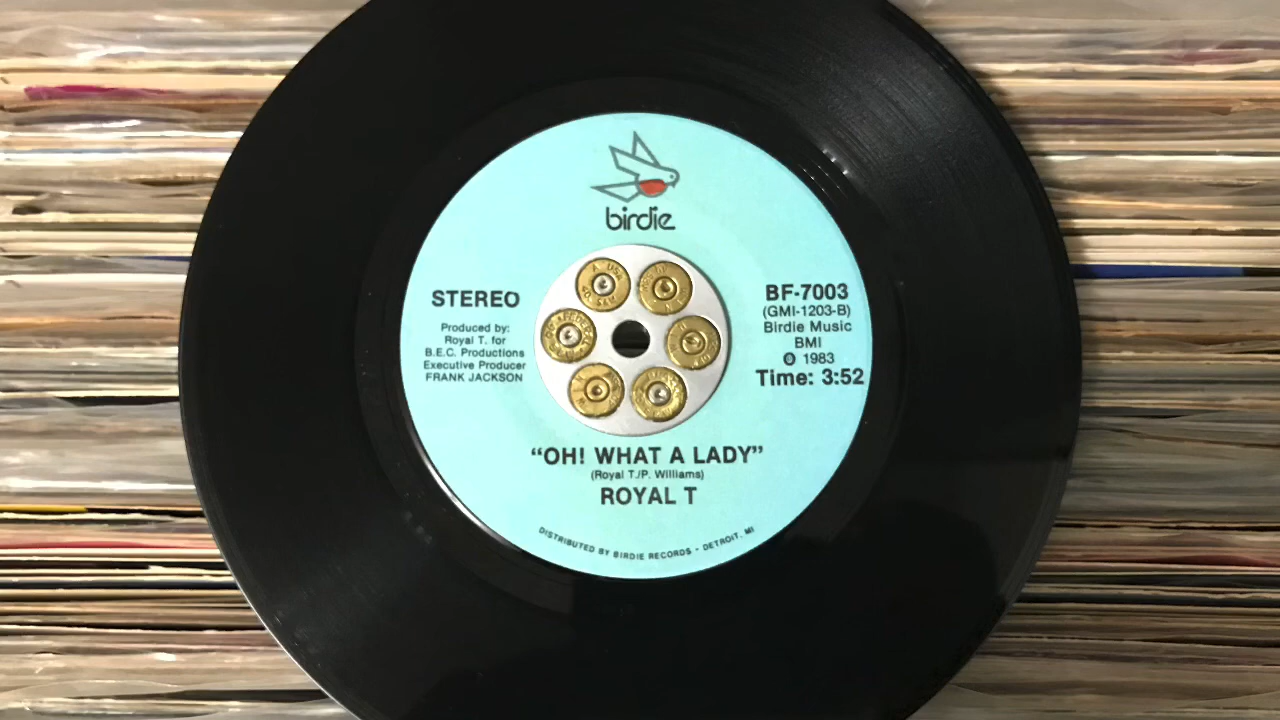 birdie
STEREO
Produced by:
Royal T. for
B.E.C. Productions
Executive Producer
FRANK JACKSON
BF-7003
(GMI-1203-B)
Birdie Music
BMI
℗ 1983
Time: 3:52
"OH! WHAT A LADY"
(Royal T./P. Williams)
ROYAL T
DISTRIBUTED BY BIRDIE RECORDS - DETROIT, MI